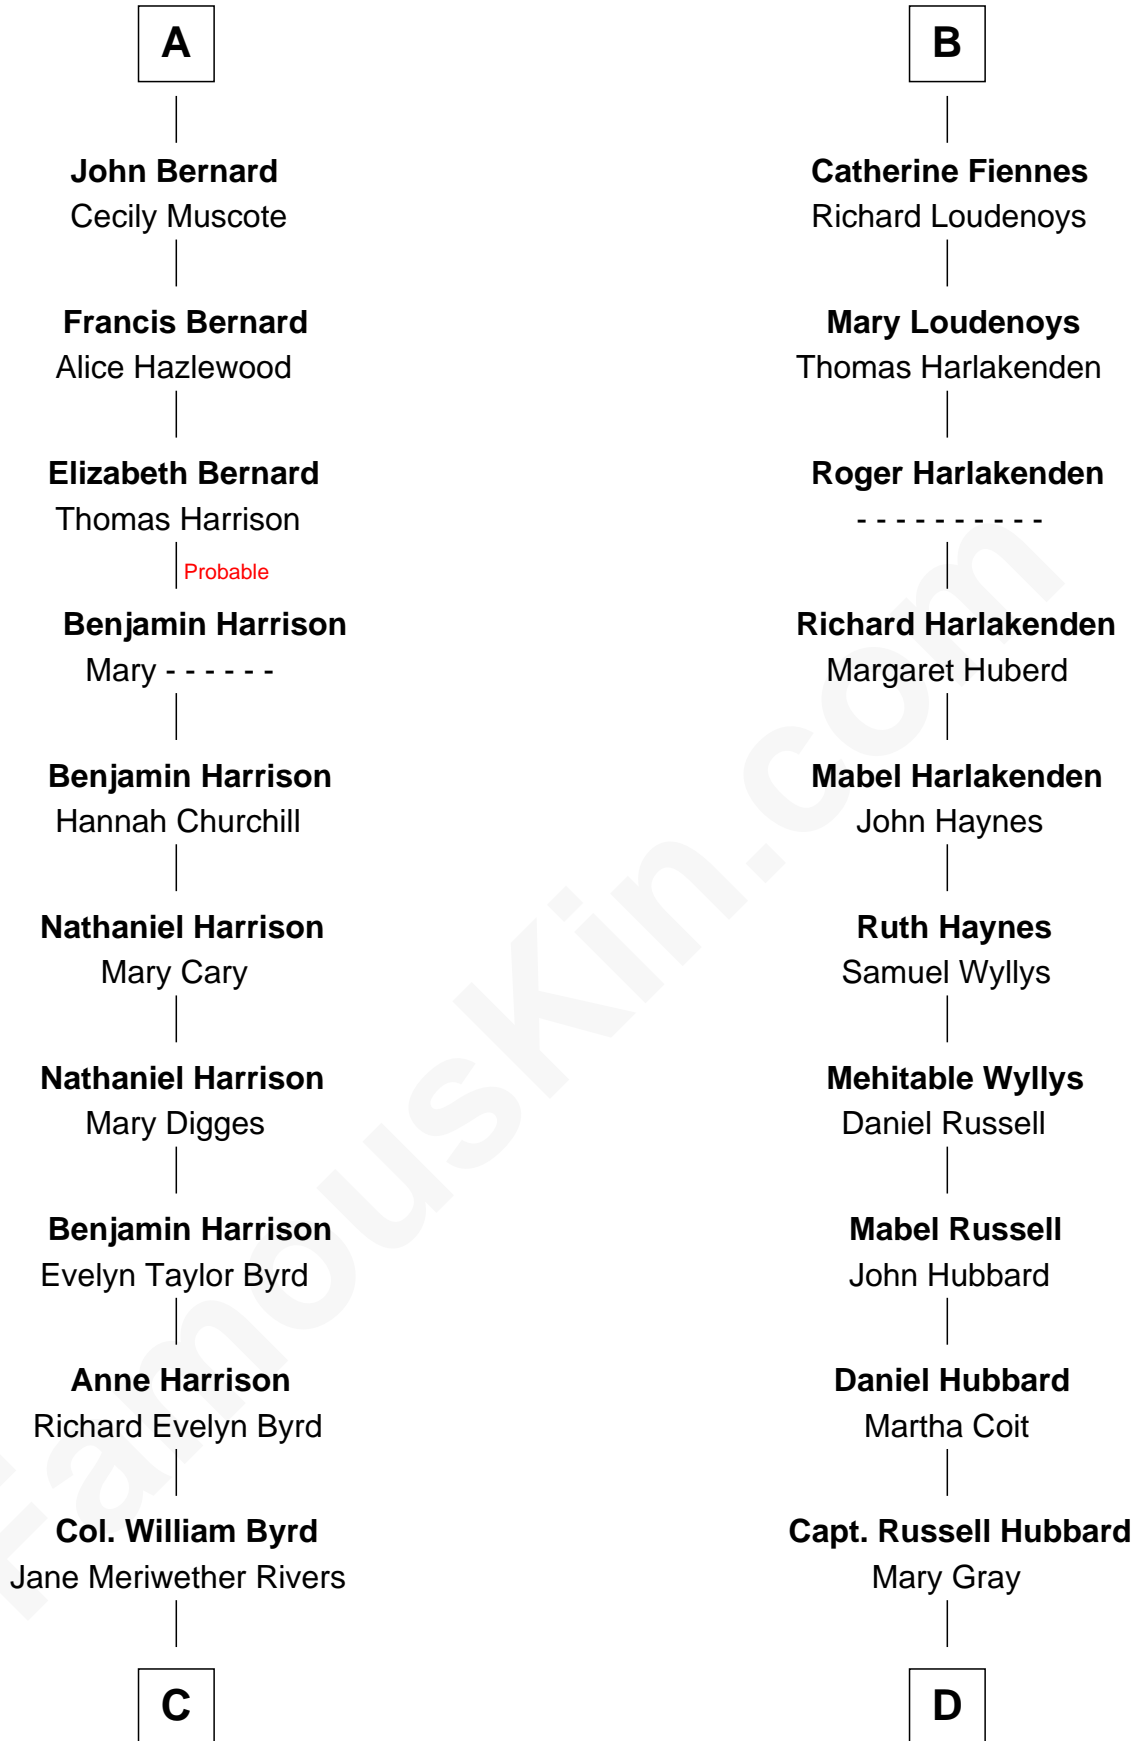 A
John Bernard
Cecily Muscote
Francis Bernard
Alice Hazlewood
Elizabeth Bernard
Thomas Harrison
Probable
Benjamin Harrison
Mary - - - - - -
Benjamin Harrison
Hannah Churchill
Nathaniel Harrison
Mary Cary
Nathaniel Harrison
Mary Digges
Benjamin Harrison
Evelyn Taylor Byrd
Anne Harrison
Richard Evelyn Byrd
Col. William Byrd
Jane Meriwether Rivers
C
B
Catherine Fiennes
Richard Loudenoys
Mary Loudenoys
Thomas Harlakenden
Roger Harlakenden
- - - - - - - - - -
Richard Harlakenden
Margaret Huberd
Mabel Harlakenden
John Haynes
Ruth Haynes
Samuel Wyllys
Mehitable Wyllys
Daniel Russell
Mabel Russell
John Hubbard
Daniel Hubbard
Martha Coit
Capt. Russell Hubbard
Mary Gray
D
FamousKin.com